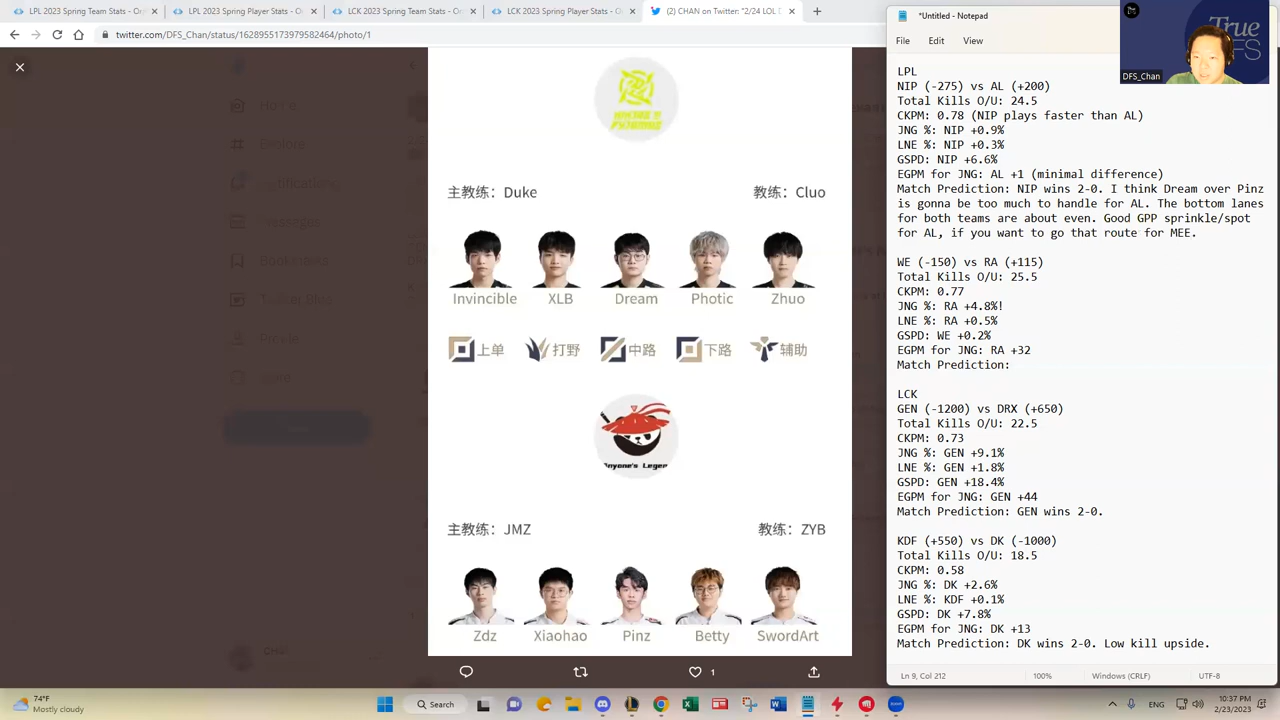 LPL 2023 Spring Team Stats - Or
LPL 2023 Spring Player Stats - O
LCK 2023 Spring Team Stats - O
LCK 2023 Spring Player Stats - O
(2) CHAN on Twitter: "2/24 LOL
twitter.com/DFS_Chan/status/1628955173979582464/photo/1
主教练：Duke
教练：Cluo
Invincible XLB Dream Photic Zhuo
上单 打野 中路 下路 辅助
Anyone's Legend
主教练：JMZ
教练：ZYB
Zdz Xiaohao Pinz Betty SwordArt
1
*Untitled - Notepad
File Edit View
LPL
NIP (-275) vs AL (+200)
Total Kills O/U: 24.5
CKPM: 0.78 (NIP plays faster than AL)
JNG %: NIP +0.9%
LNE %: NIP +0.3%
GSPD: NIP +6.6%
EGPM for JNG: AL +1 (minimal difference)
Match Prediction: NIP wins 2-0. I think Dream over Pinz
is gonna be too much to handle for AL. The bottom lanes
for both teams are about even. Good GPP sprinkle/spot
for AL, if you want to go that route for MEE.
WE (-150) vs RA (+115)
Total Kills O/U: 25.5
CKPM: 0.77
JNG %: RA +4.8%!
LNE %: RA +0.5%
GSPD: WE +0.2%
EGPM for JNG: RA +32
Match Prediction:
LCK
GEN (-1200) vs DRX (+650)
Total Kills O/U: 22.5
CKPM: 0.73
JNG %: GEN +9.1%
LNE %: GEN +1.8%
GSPD: GEN +18.4%
EGPM for JNG: GEN +44
Match Prediction: GEN wins 2-0.
KDF (+550) vs DK (-1000)
Total Kills O/U: 18.5
CKPM: 0.58
JNG %: DK +2.6%
LNE %: KDF +0.1%
GSPD: DK +7.8%
EGPM for JNG: DK +13
Match Prediction: DK wins 2-0. Low kill upside.
Ln 9, Col 212 100% Windows (CRLF) UTF-8
True
DFS
DFS_Chan
74°F
Mostly cloudy
Search
ENG
10:37 PM
2/23/2023